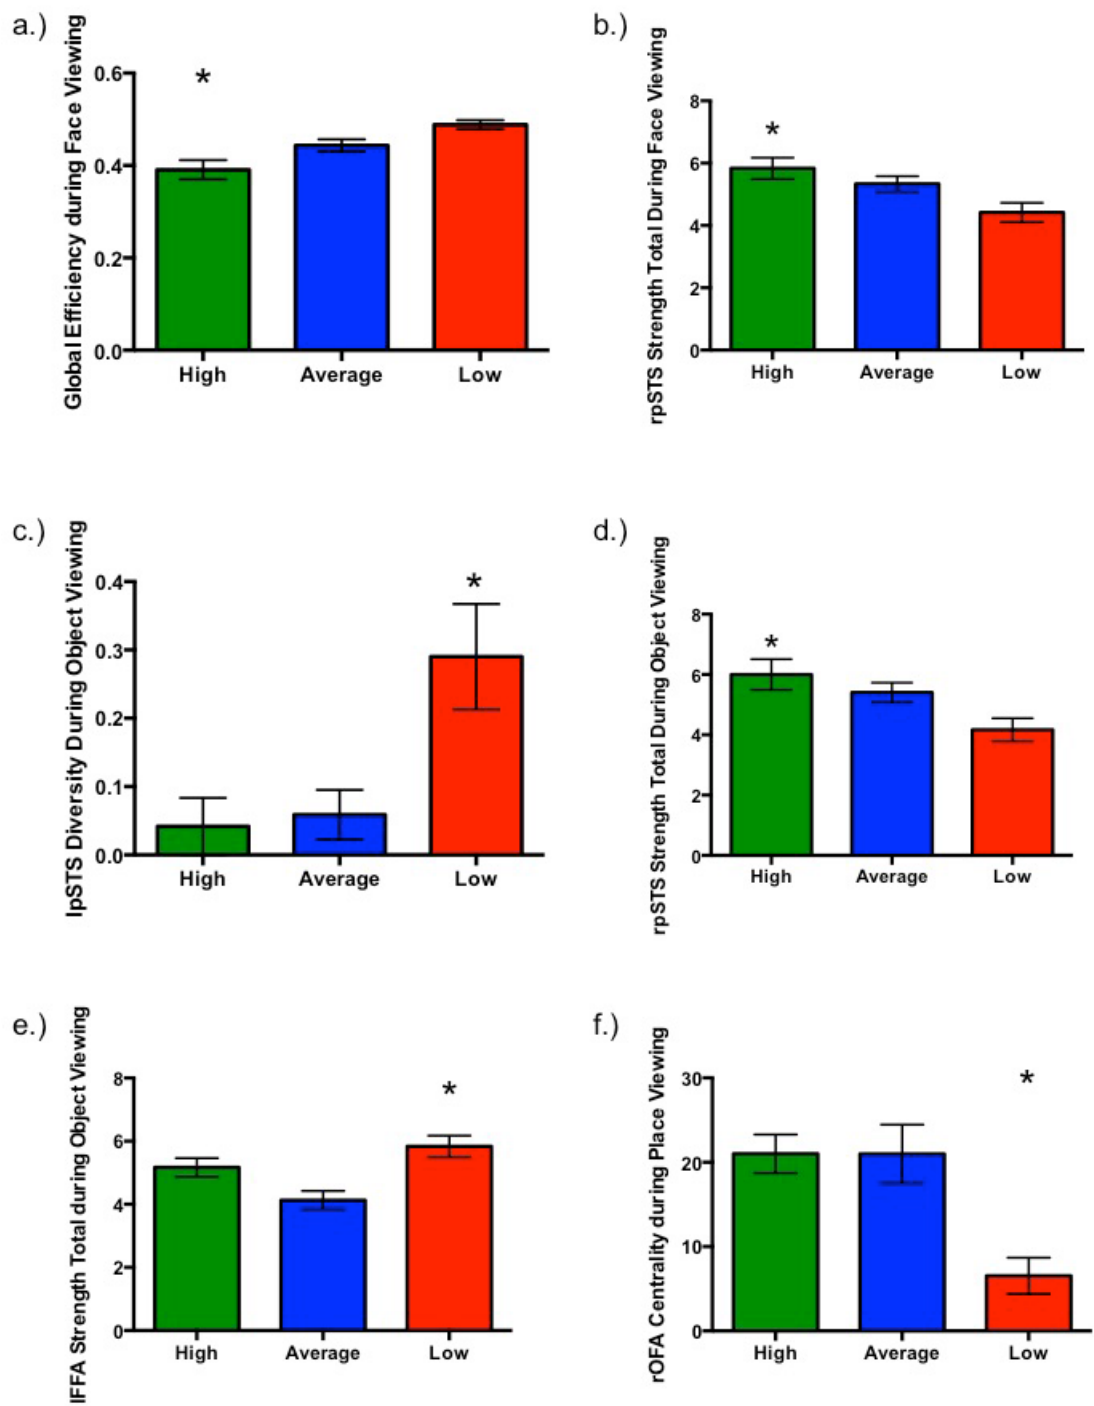 a.)
Global Efficiency during Face Viewing
0.6
0.4
0.2
0.0
*
High Average Low
b.)
rpSTS Strength Total During Face Viewing
8
6
4
2
0
*
High Average Low
c.)
lpSTS Diversity During Object Viewing
0.4
0.3
0.2
0.1
0.0
*
High Average Low
d.)
rpSTS Strength Total During Object Viewing
8
6
4
2
0
*
High Average Low
e.)
lFFA Strength Total during Object Viewing
8
6
4
2
0
*
High Average Low
f.)
rOFA Centrality during Place Viewing
30
20
10
0
*
High Average Low